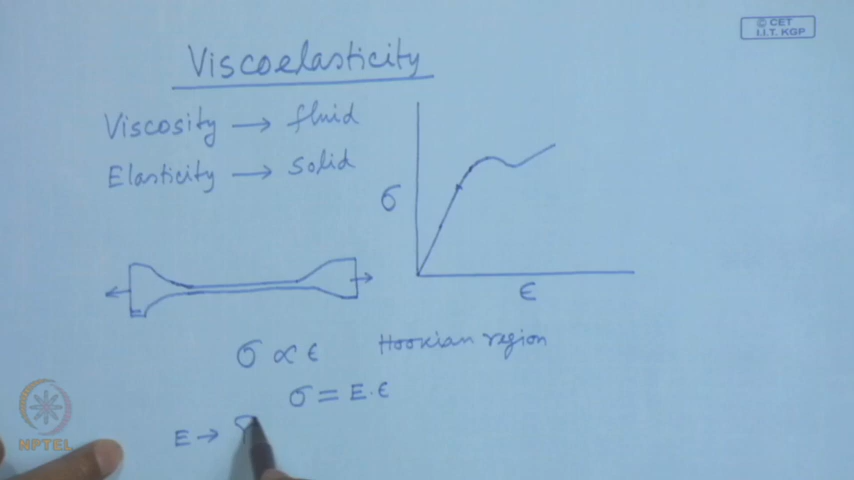 © CET
I.I.T. KGP
Viscoelasticity
Viscosity → fluid
Elasticity → Solid
σ
ϵ
σ ∝ ϵ
Hookian region
σ = E.ϵ
E →
NPTEL